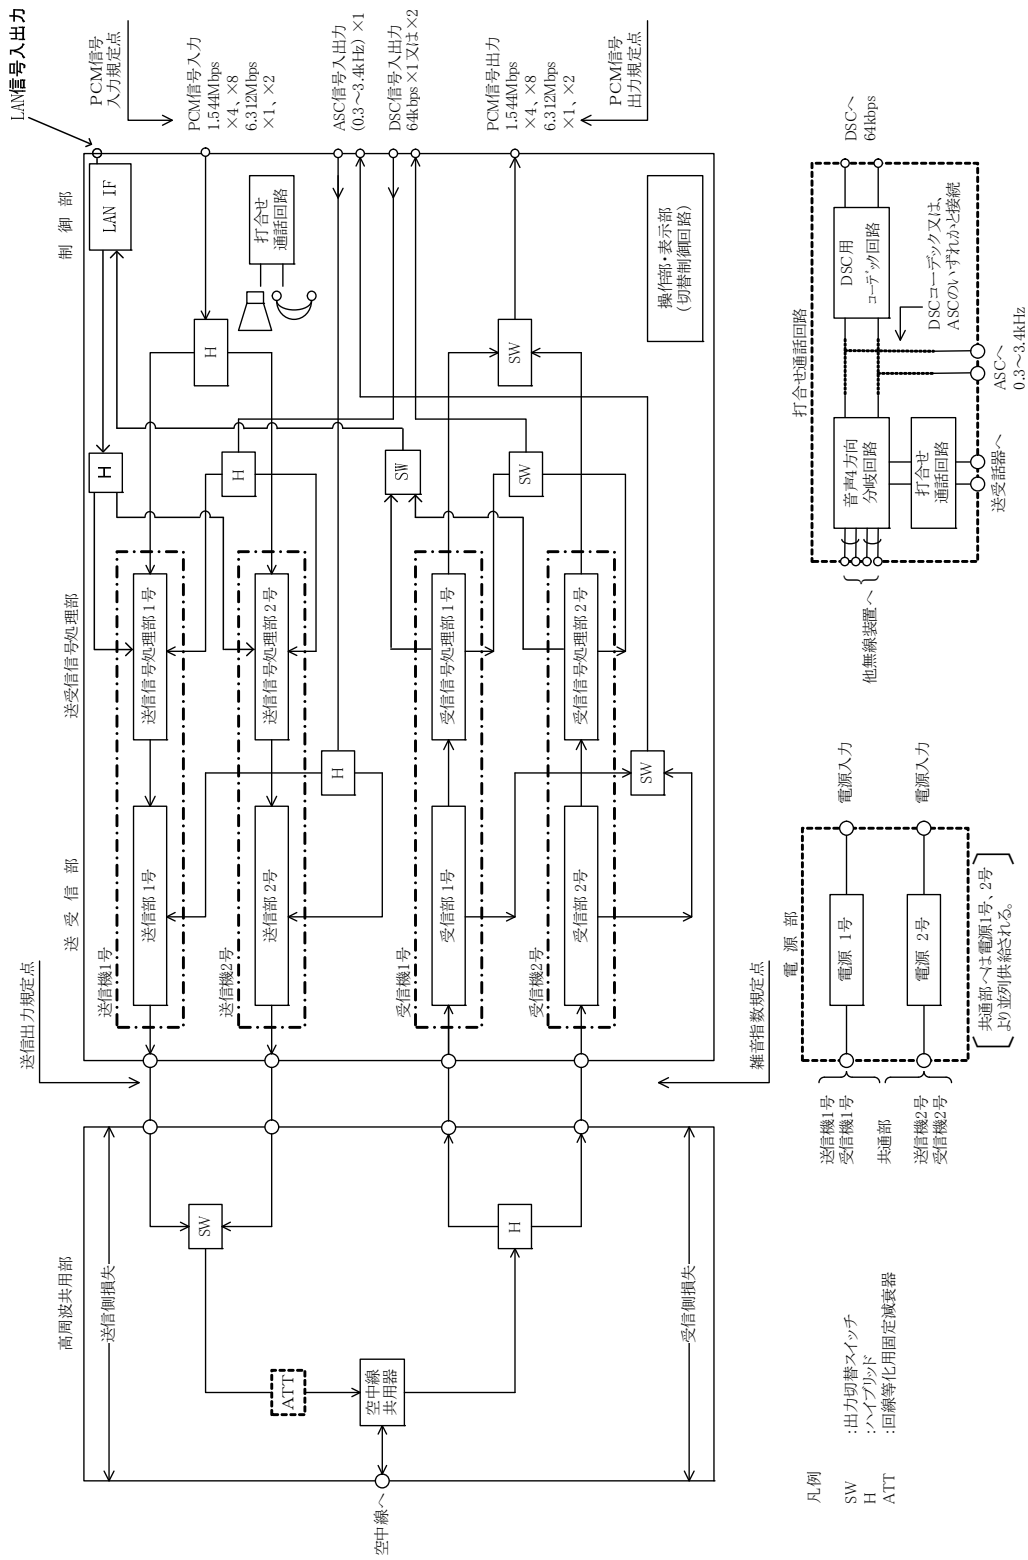 LAN信号入出力
PCM信号
入力規定点
PCM信号入力
1.544Mbps
×4、×8
6.312Mbps
×1、×2
ASC信号入出力
(0.3～3.4kHz) ×1
DSC信号入出力
64kbps ×1又は×2
PCM信号出力
1.544Mbps
×4、×8
6.312Mbps
×1、×2
PCM信号
出力規定点
制 御 部
LAN IF
打合せ
通話回路
操作部・表示部
(切替制御回路)
H
H
H
SW
SW
SW
送受信信号処理部
送信信号処理部 1号
送信信号処理部 2号
受信信号処理部 1号
受信信号処理部 2号
H
SW
送 受 信 部
送信部 1号
送信部 2号
受信部 1号
受信部 2号
送信機1号
送信機2号
受信機1号
受信機2号
送信出力規定点
雑音指数規定点
高周波共用部
送信側損失
受信側損失
SW
H
ATT
空中線
共用器
空中線へ
打合せ通話回路
DSCへ
64kbps
DSC用
コーデック回路
DSCコーデック又は、
ASCのいずれかと接続
音声4方向
分岐回路
打合せ
通話回路
ASCへ
0.3～3.4kHz
送受話器へ
他無線装置へ
電 源 部
電源入力
電源入力
電源 1号
電源 2号
共通部へは電源1号、2号
より並列供給される。
送信機1号
受信機1号
共通部
送信機2号
受信機2号
凡例
SW :出力切替スイッチ
H :ハイブリッド
ATT :回線等化用固定減衰器